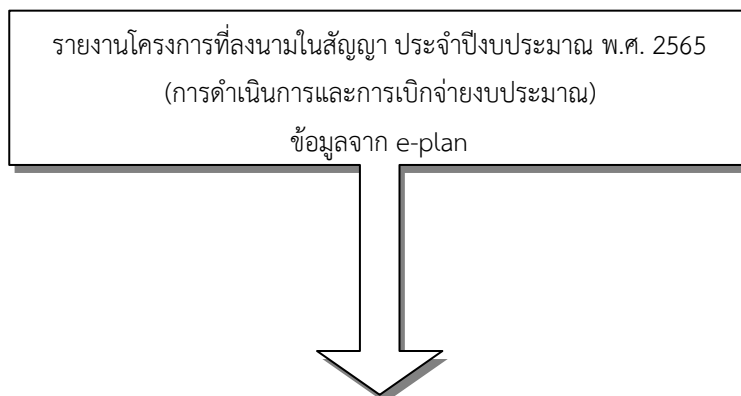 รายงานโครงการที่ลงนามในสัญญา ประจำปีงบประมาณ พ.ศ. 2565
(การดำเนินการและการเบิกจ่ายงบประมาณ)
ข้อมูลจาก e-plan